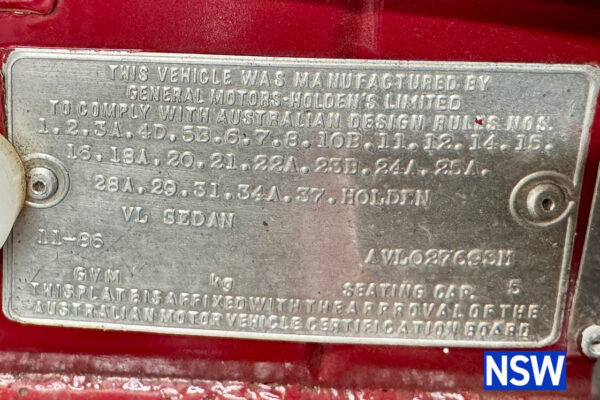 THIS VEHICLE WAS MANUFACTURED BY
GENERAL MOTORS-HOLDEN'S LIMITED
TO COMPLY WITH AUSTRALIAN DESIGN RULES NOS.
1.2.3A.4D.5B.6.7.8.10B.11.12.14.15.
16.18A.20.21.22A.23B.24A.25A.
28A.29.31.34A.37.HOLDEN
VL SEDAN
11-86
AVL027693M
GVM kg SEATING CAP. 5
THIS PLATE IS AFFIXED WITH THE APPROVAL OF THE
AUSTRALIAN MOTOR VEHICLE CERTIFICATION BOARD
NSW